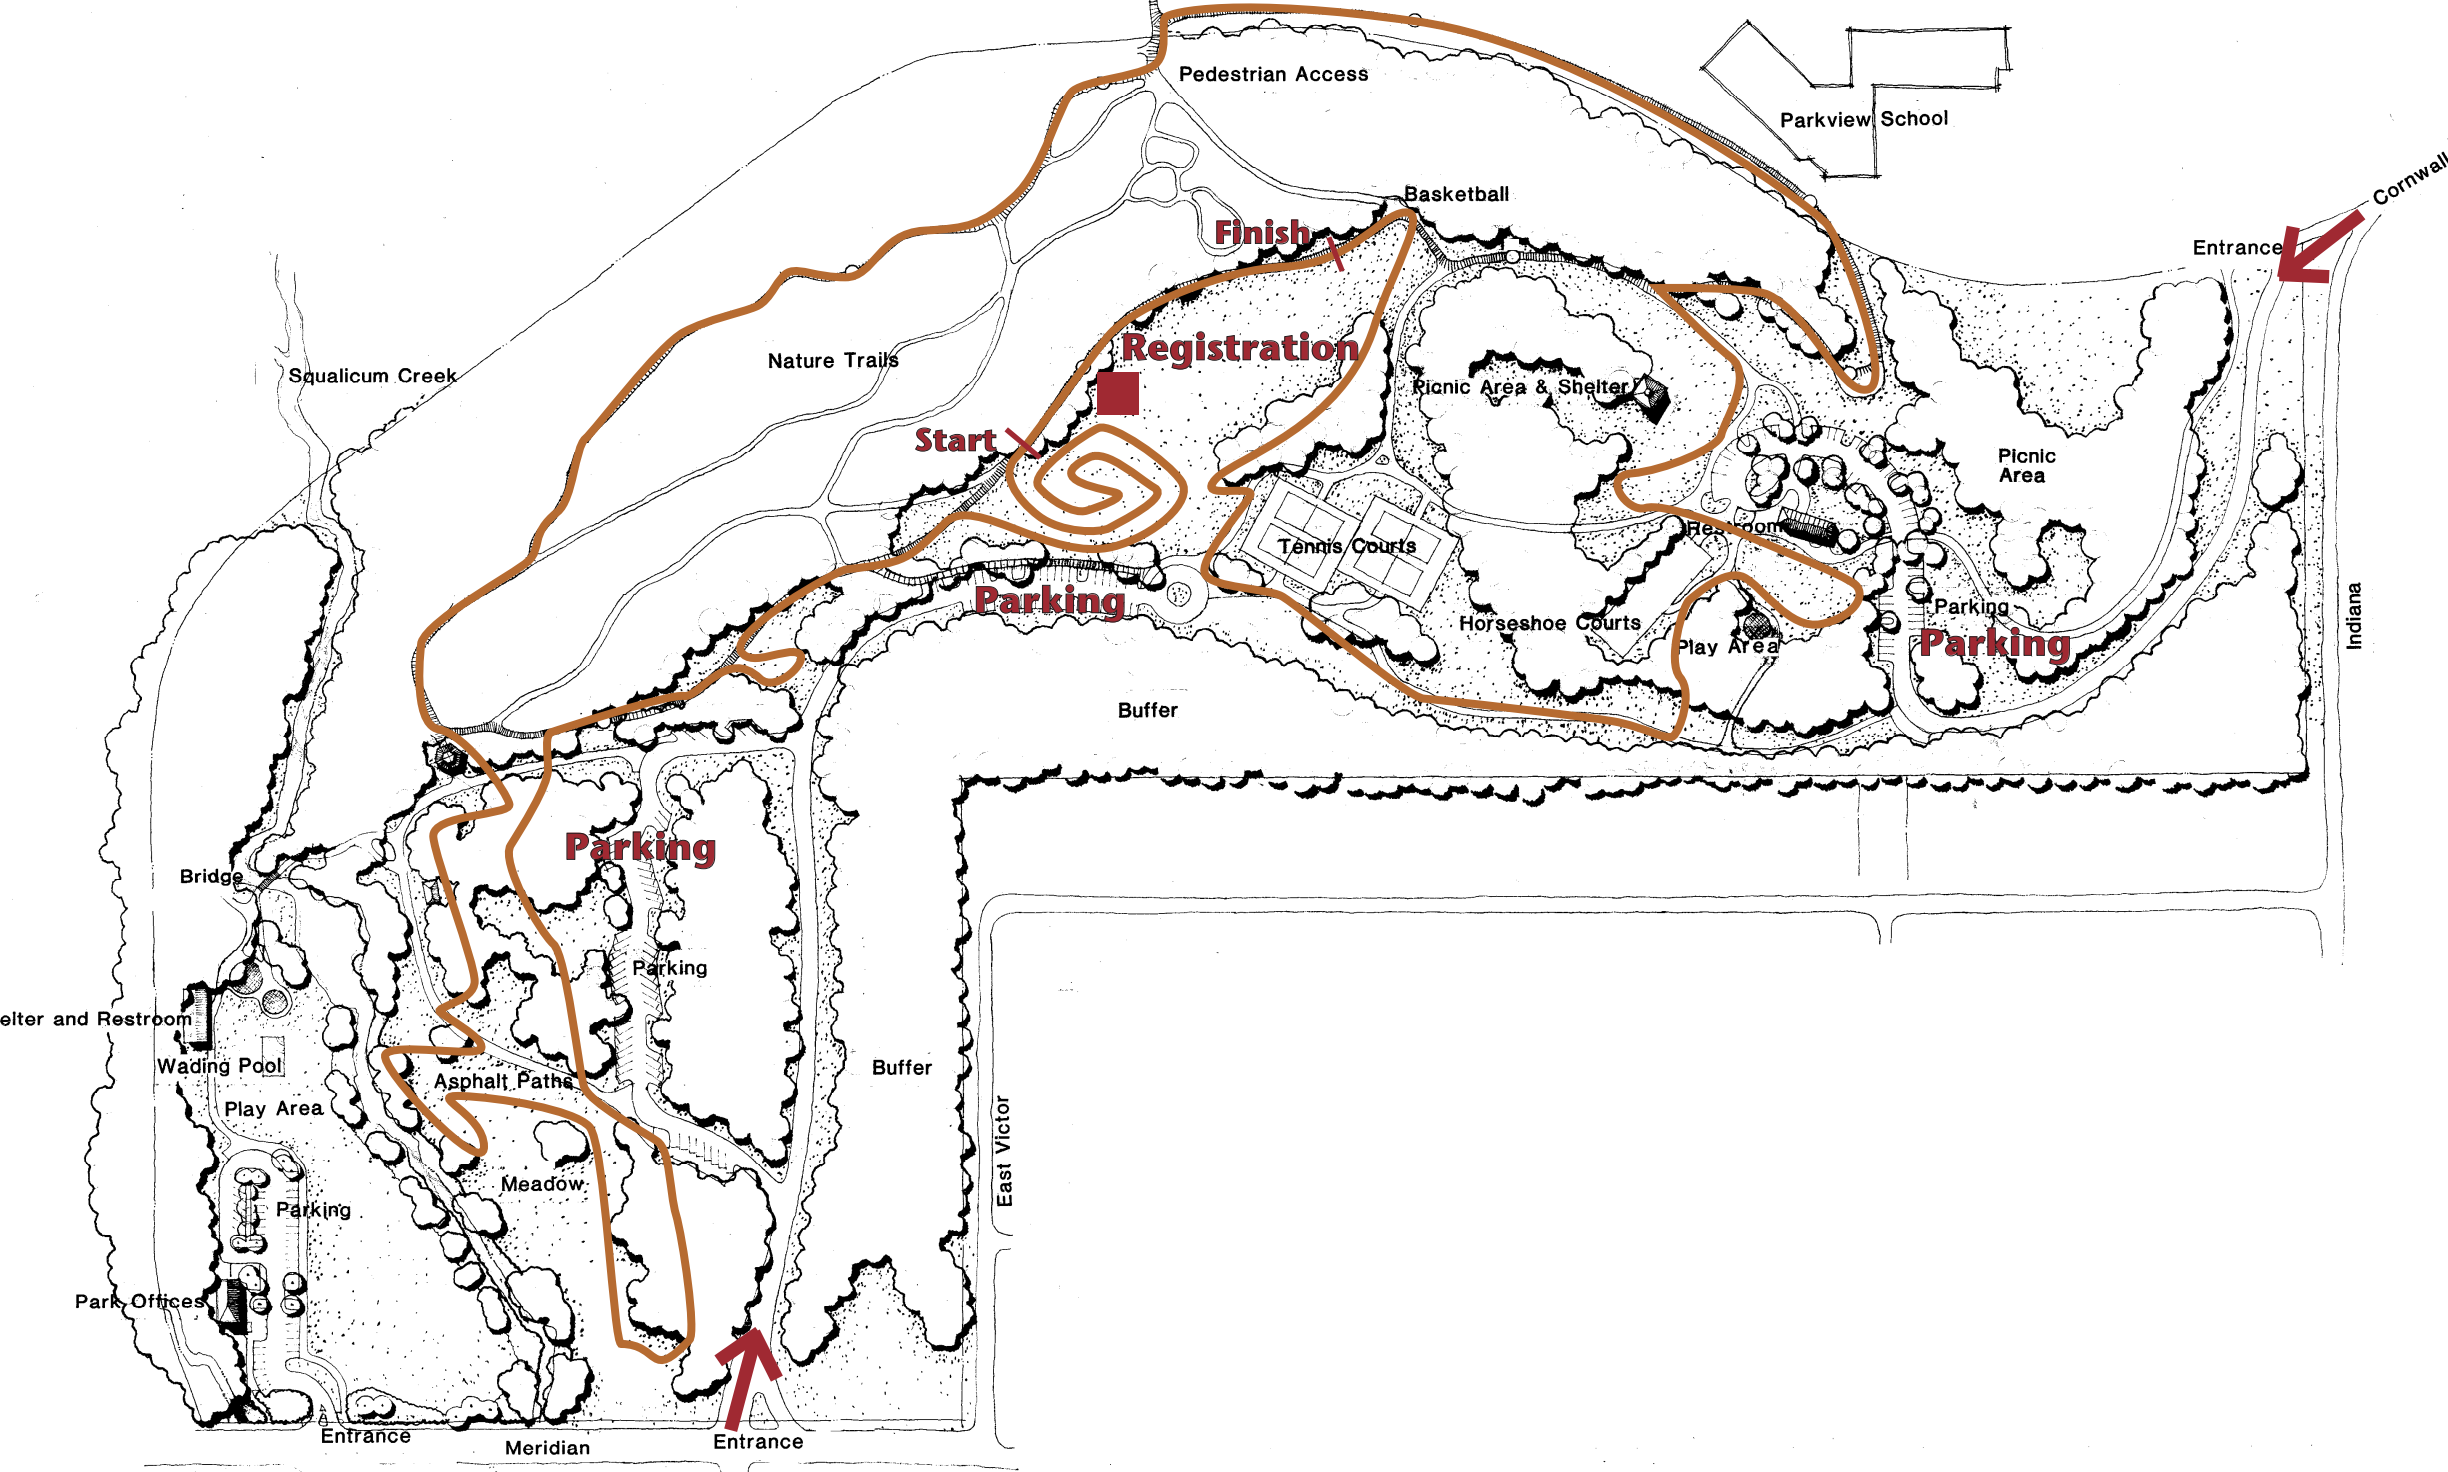 Pedestrian Access
Parkview School
Cornwall
Basketball
Finish
Entrance
Registration
Nature Trails
Squalicum Creek
Picnic Area & Shelter
Start
Picnic
Area
Restroom
Tennis Courts
Parking
Parking
Parking
Indiana
Horseshoe Courts
Play Area
Buffer
Parking
Bridge
Parking
elter and Restroom
Wading Pool
Buffer
Asphalt Paths
Play Area
East Victor
Meadow
Parking
Park Offices
Entrance
Meridian
Entrance